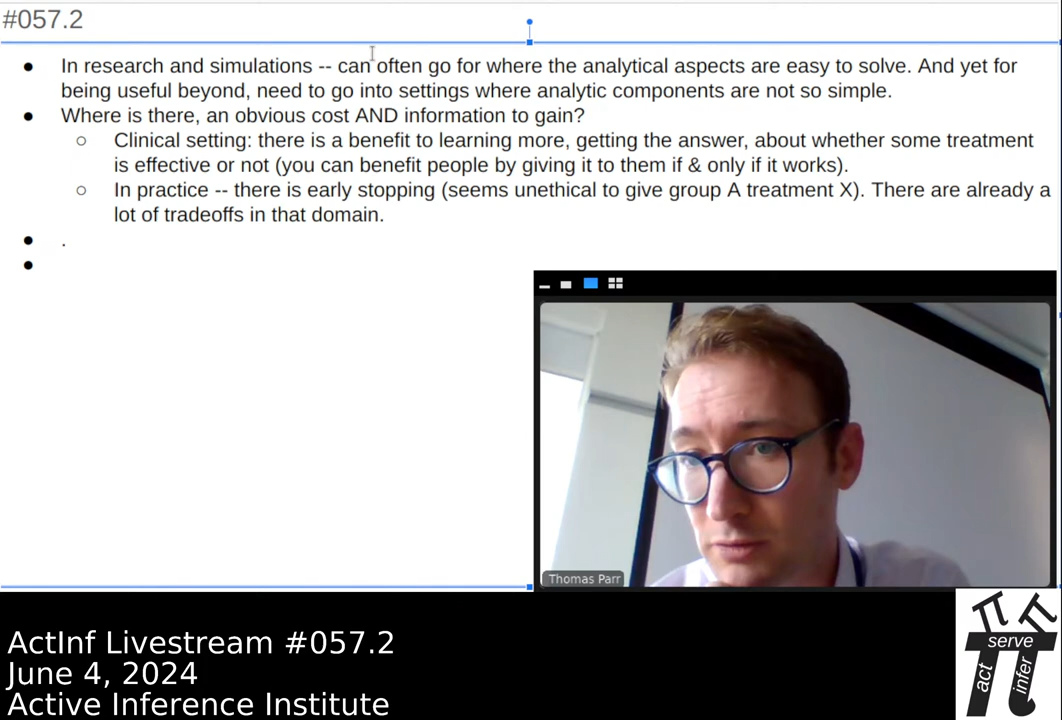 #057.2
● In research and simulations -- can often go for where the analytical aspects are easy to solve. And yet for
being useful beyond, need to go into settings where analytic components are not so simple.
● Where is there, an obvious cost AND information to gain?
○ Clinical setting: there is a benefit to learning more, getting the answer, about whether some treatment
is effective or not (you can benefit people by giving it to them if & only if it works).
○ In practice -- there is early stopping (seems unethical to give group A treatment X). There are already a
lot of tradeoffs in that domain.
● .
●
Thomas Parr
ActInf Livestream #057.2
June 4, 2024
Active Inference Institute
π π
π
serve
act
infer